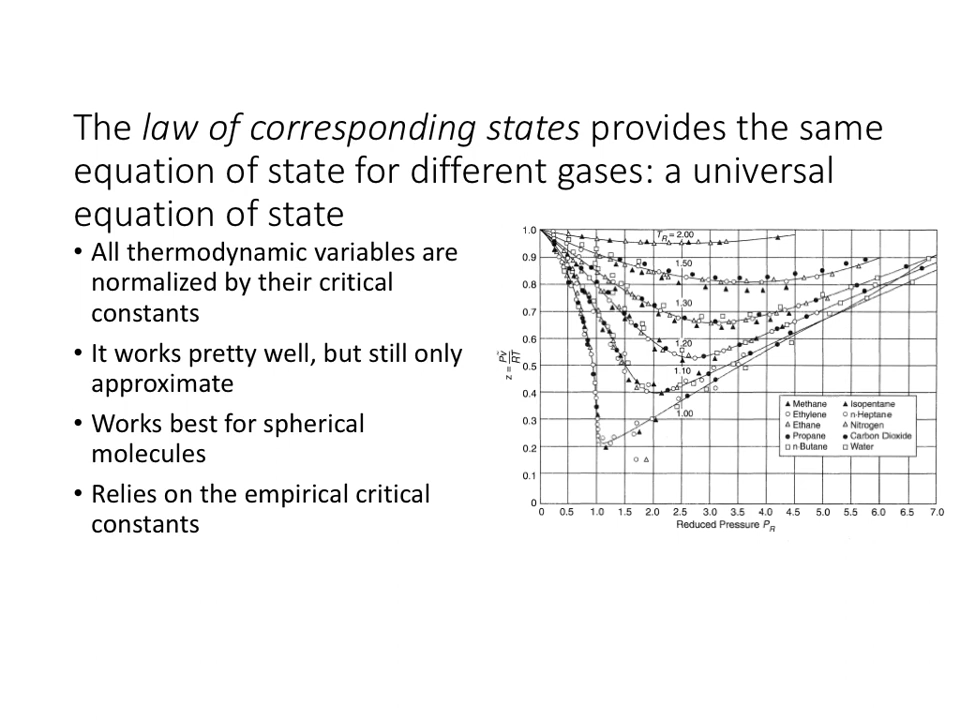 The law of corresponding states provides the same
equation of state for different gases: a universal
equation of state
• All thermodynamic variables are
normalized by their critical
constants
• It works pretty well, but still only
approximate
• Works best for spherical
molecules
• Relies on the empirical critical
constants
1.0
0.9
0.8
0.7
0.6
0.5
0.4
0.3
0.2
0.1
0
z = Pv̂/RT
T_R = 2.00
1.50
1.30
1.20
1.10
1.00
▲ Methane ▲ Isopentane
○ Ethylene ○ n-Heptane
△ Ethane △ Nitrogen
● Propane ● Carbon Dioxide
□ n-Butane □ Water
0 0.5 1.0 1.5 2.0 2.5 3.0 3.5 4.0 4.5 5.0 5.5 6.0 6.5 7.0
Reduced Pressure P_R